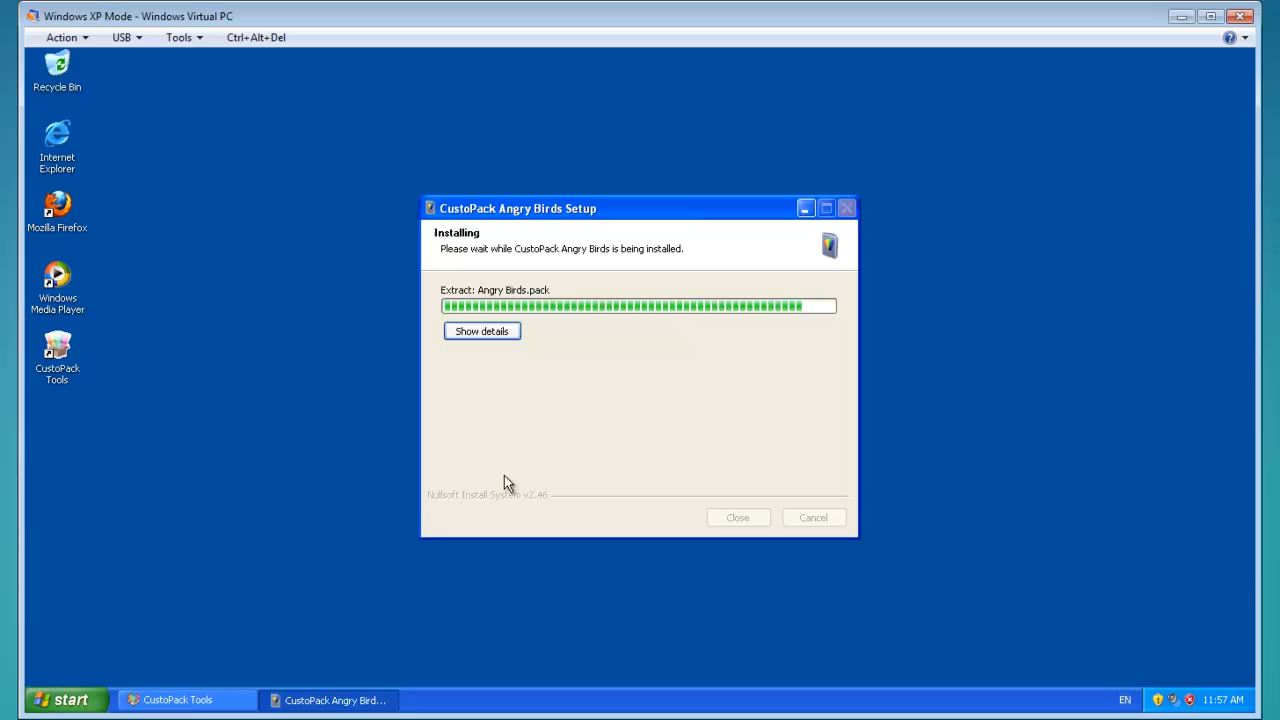 Windows XP Mode - Windows Virtual PC
Action USB Tools Ctrl+Alt+Del
Recycle Bin
Internet
Explorer
Mozilla Firefox
Windows
Media Player
CustoPack
Tools
CustoPack Angry Birds Setup
Installing
Please wait while CustoPack Angry Birds is being installed.
Extract: Angry Birds.pack
Show details
Nullsoft Install System v2.46
Close Cancel
start CustoPack Tools CustoPack Angry Bird... EN 11:57 AM